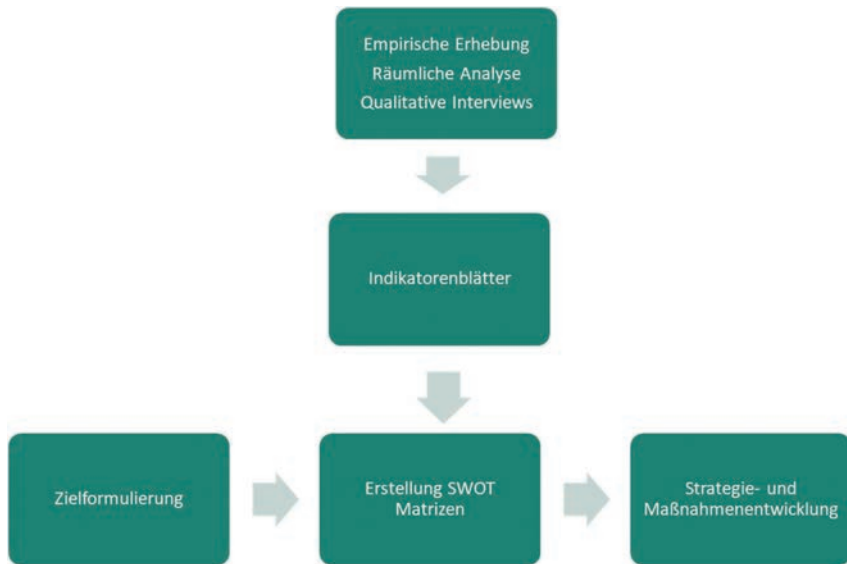 Empirische Erhebung
Räumliche Analyse
Qualitative Interviews
Indikatorenblätter
Zielformulierung
Erstellung SWOT
Matrizen
Strategie- und
Maßnahmenentwicklung